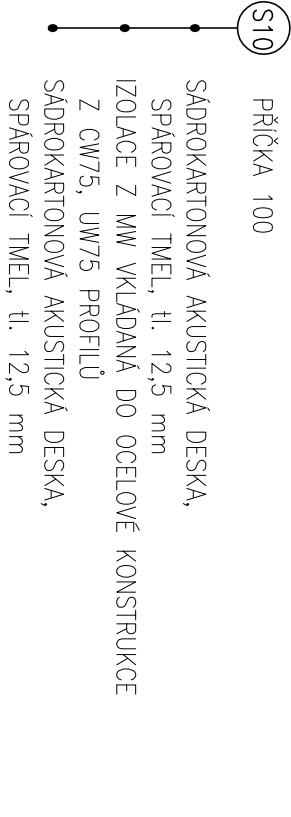 S10
PŘÍČKA 100
SÁDROKARTONOVÁ AKUSTICKÁ DESKA,
SPÁROVACÍ TMEL, tl. 12,5 mm
IZOLACE Z MW VKLÁDANÁ DO OCELOVÉ KONSTRUKCE
Z CW75, UW75 PROFILŮ
SÁDROKARTONOVÁ AKUSTICKÁ DESKA,
SPÁROVACÍ TMEL, tl. 12,5 mm